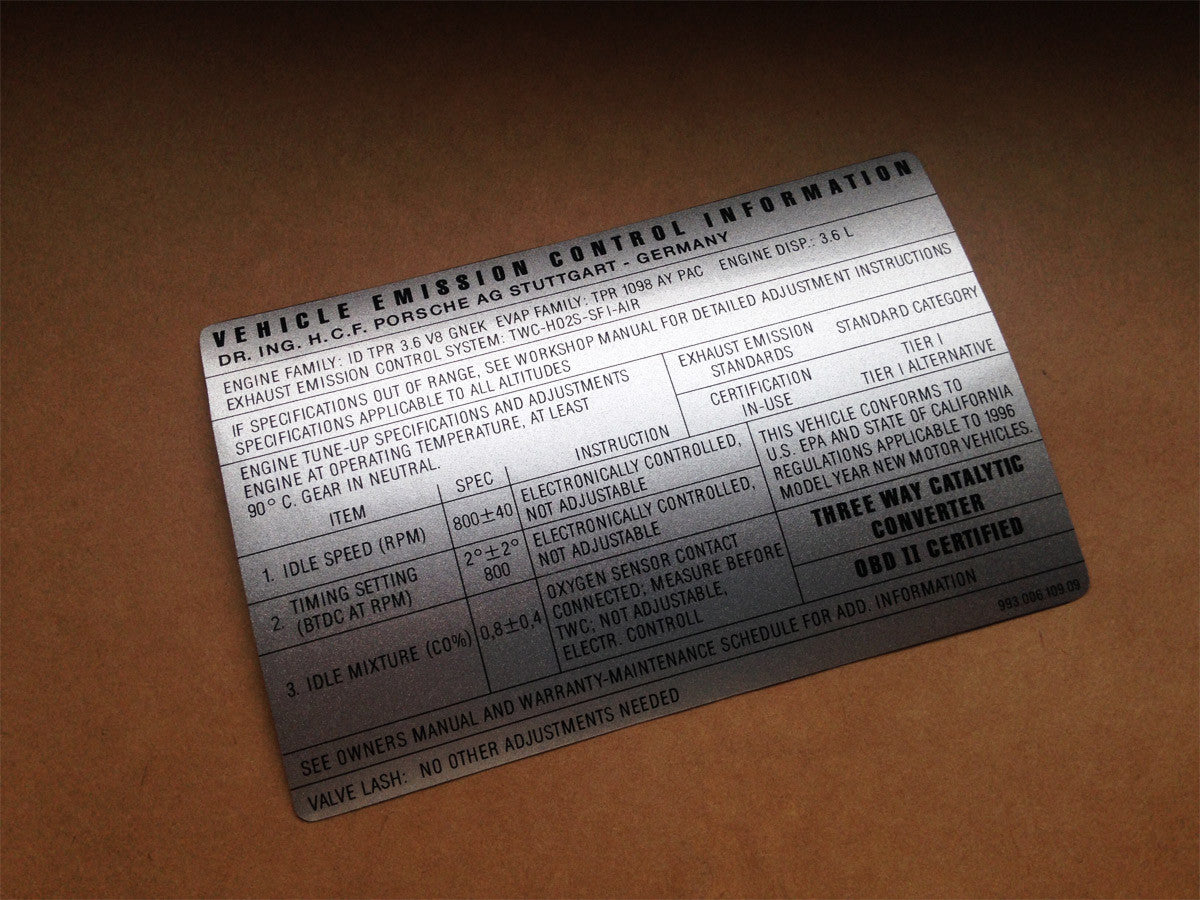 VEHICLE EMISSION CONTROL INFORMATION
DR. ING. H.C.F. PORSCHE AG STUTTGART - GERMANY
ENGINE FAMILY: ID TPR 3.6 V8 GNEK EVAP FAMILY: TPR 1098 AY PAC ENGINE DISP.: 3.6 L
EXHAUST EMISSION CONTROL SYSTEM: TWC-HO2S-SFI-AIR
IF SPECIFICATIONS OUT OF RANGE, SEE WORKSHOP MANUAL FOR DETAILED ADJUSTMENT INSTRUCTIONS
SPECIFICATIONS APPLICABLE TO ALL ALTITUDES
ENGINE TUNE-UP SPECIFICATIONS AND ADJUSTMENTS
ENGINE AT OPERATING TEMPERATURE, AT LEAST
90° C. GEAR IN NEUTRAL.
EXHAUST EMISSION STANDARD CATEGORY
STANDARDS
CERTIFICATION TIER I
IN-USE TIER I ALTERNATIVE
ITEM SPEC INSTRUCTION
1. IDLE SPEED (RPM) 800±40 ELECTRONICALLY CONTROLLED,
NOT ADJUSTABLE
2. TIMING SETTING 2°±2° ELECTRONICALLY CONTROLLED,
(BTDC AT RPM) 800 NOT ADJUSTABLE
3. IDLE MIXTURE (CO%) 0,8±0.4 OXYGEN SENSOR CONTACT
CONNECTED; MEASURE BEFORE
TWC; NOT ADJUSTABLE,
ELECTR. CONTROLL
THIS VEHICLE CONFORMS TO
U.S. EPA AND STATE OF CALIFORNIA
REGULATIONS APPLICABLE TO 1996
MODEL YEAR NEW MOTOR VEHICLES.
THREE WAY CATALYTIC
CONVERTER
OBD II CERTIFIED
SEE OWNERS MANUAL AND WARRANTY-MAINTENANCE SCHEDULE FOR ADD. INFORMATION
993 006 109.09
VALVE LASH: NO OTHER ADJUSTMENTS NEEDED